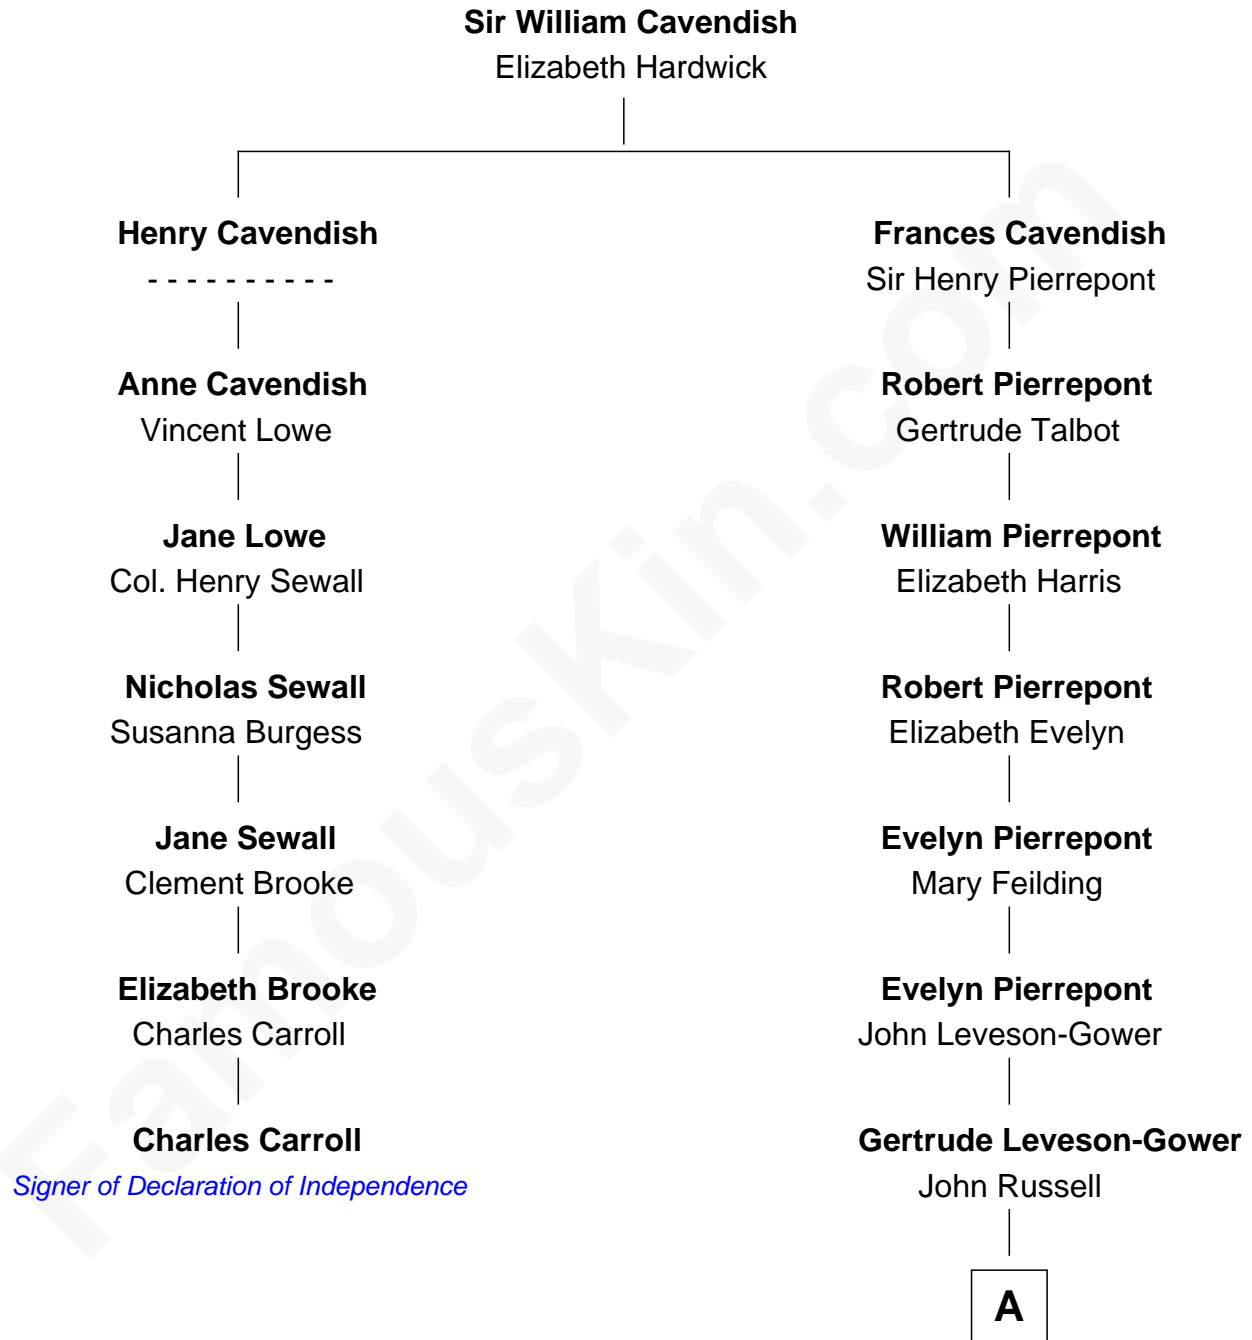 Sir William Cavendish
Elizabeth Hardwick
Henry Cavendish
- - - - - - - - - -
Anne Cavendish
Vincent Lowe
Jane Lowe
Col. Henry Sewall
Nicholas Sewall
Susanna Burgess
Jane Sewall
Clement Brooke
Elizabeth Brooke
Charles Carroll
Charles Carroll
Signer of Declaration of Independence
Frances Cavendish
Sir Henry Pierrepont
Robert Pierrepont
Gertrude Talbot
William Pierrepont
Elizabeth Harris
Robert Pierrepont
Elizabeth Evelyn
Evelyn Pierrepont
Mary Feilding
Evelyn Pierrepont
John Leveson-Gower
Gertrude Leveson-Gower
John Russell
A
FamousKin.com